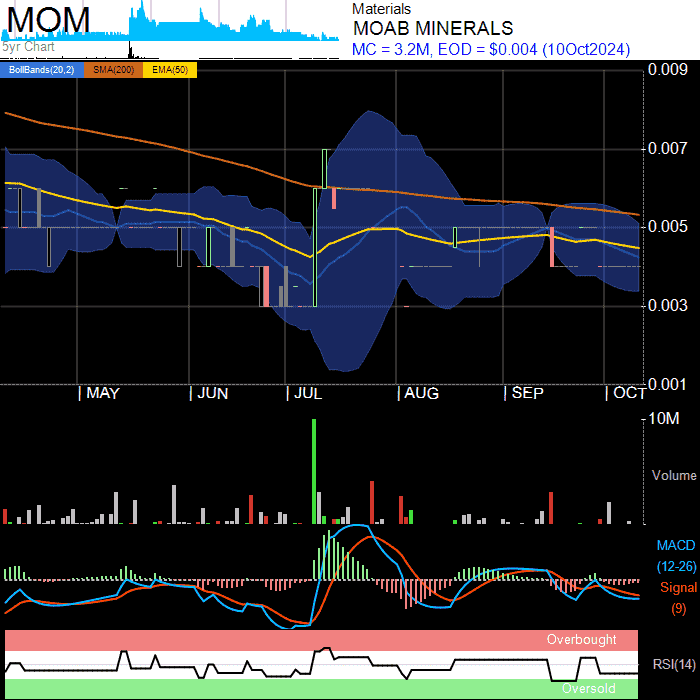 MOM
5yr Chart
Materials
MOAB MINERALS
MC = 3.2M, EOD = $0.004 (10Oct2024)
BollBands(20,2) SMA(200) EMA(50)
0.009
0.007
0.005
0.003
0.001
| MAY | JUN | JUL | AUG | SEP | OCT
10M
Volume
MACD
(12-26)
Signal
(9)
Overbought
RSI(14)
Oversold